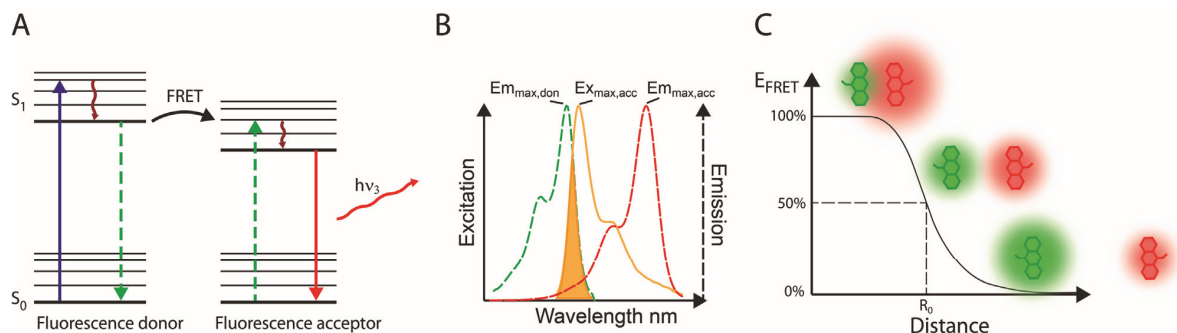 A
S1
S0
FRET
hν3
Fluorescence donor
Fluorescence acceptor
B
Emmax,don
Exmax,acc
Emmax,acc
Excitation
Emission
Wavelength nm
C
EFRET
100%
50%
0%
R0
Distance